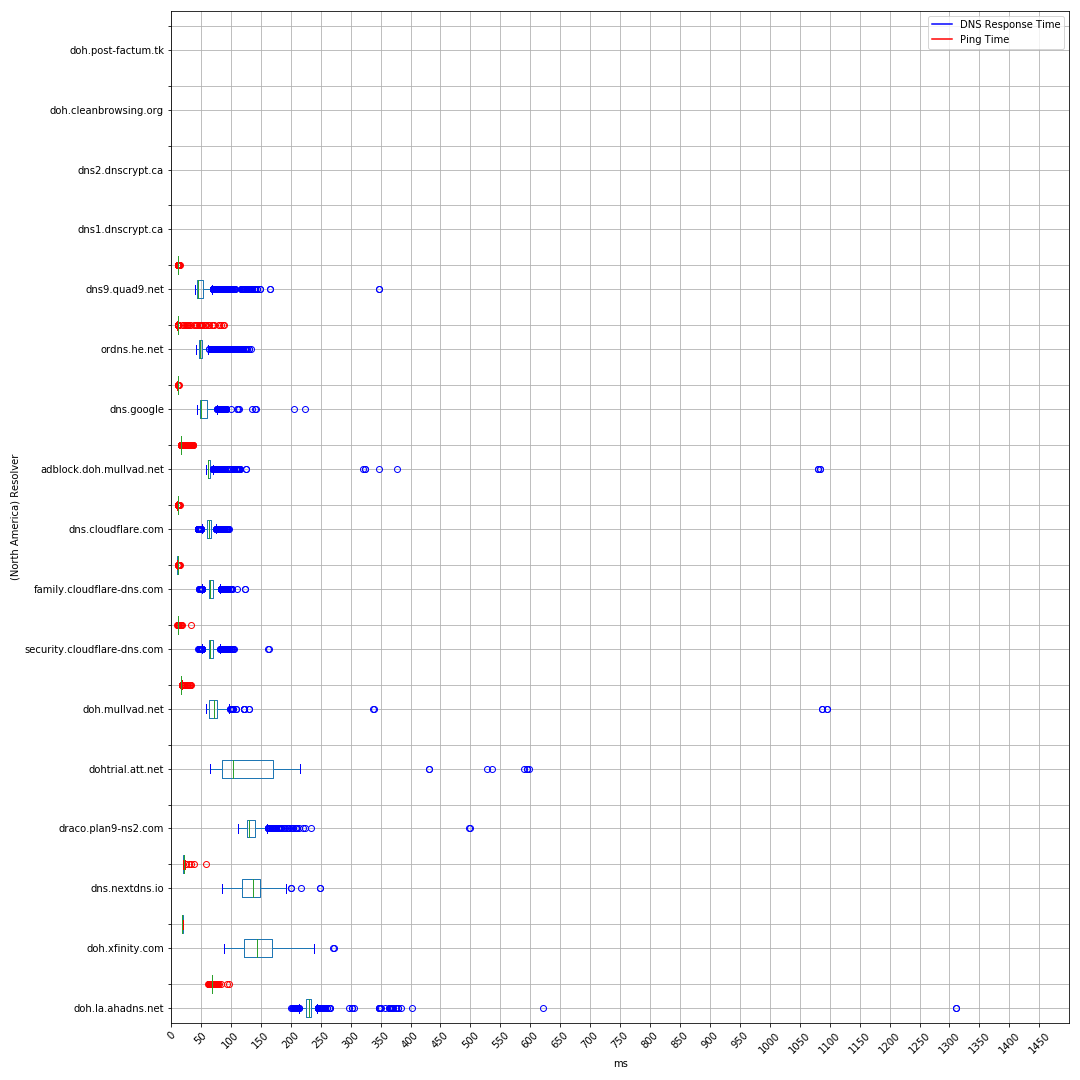 DNS Response Time
Ping Time
doh.post-factum.tk
doh.cleanbrowsing.org
dns2.dnscrypt.ca
dns1.dnscrypt.ca
dns9.quad9.net
ordns.he.net
dns.google
adblock.doh.mullvad.net
dns.cloudflare.com
family.cloudflare-dns.com
security.cloudflare-dns.com
doh.mullvad.net
dohtrial.att.net
draco.plan9-ns2.com
dns.nextdns.io
doh.xfinity.com
doh.la.ahadns.net
(North America) Resolver
0 50 100 150 200 250 300 350 400 450 500 550 600 650 700 750 800 850 900 950 1000 1050 1100 1150 1200 1250 1300 1350 1400 1450
ms